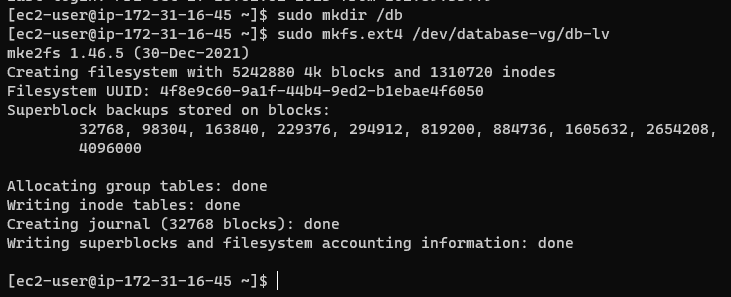 [ec2-user@ip-172-31-16-45 ~]$ sudo mkdir /db
[ec2-user@ip-172-31-16-45 ~]$ sudo mkfs.ext4 /dev/database-vg/db-lv
mke2fs 1.46.5 (30-Dec-2021)
Creating filesystem with 5242880 4k blocks and 1310720 inodes
Filesystem UUID: 4f8e9c60-9a1f-44b4-9ed2-b1ebae4f6050
Superblock backups stored on blocks:
        32768, 98304, 163840, 229376, 294912, 819200, 884736, 1605632, 2654208,
        4096000

Allocating group tables: done
Writing inode tables: done
Creating journal (32768 blocks): done
Writing superblocks and filesystem accounting information: done

[ec2-user@ip-172-31-16-45 ~]$